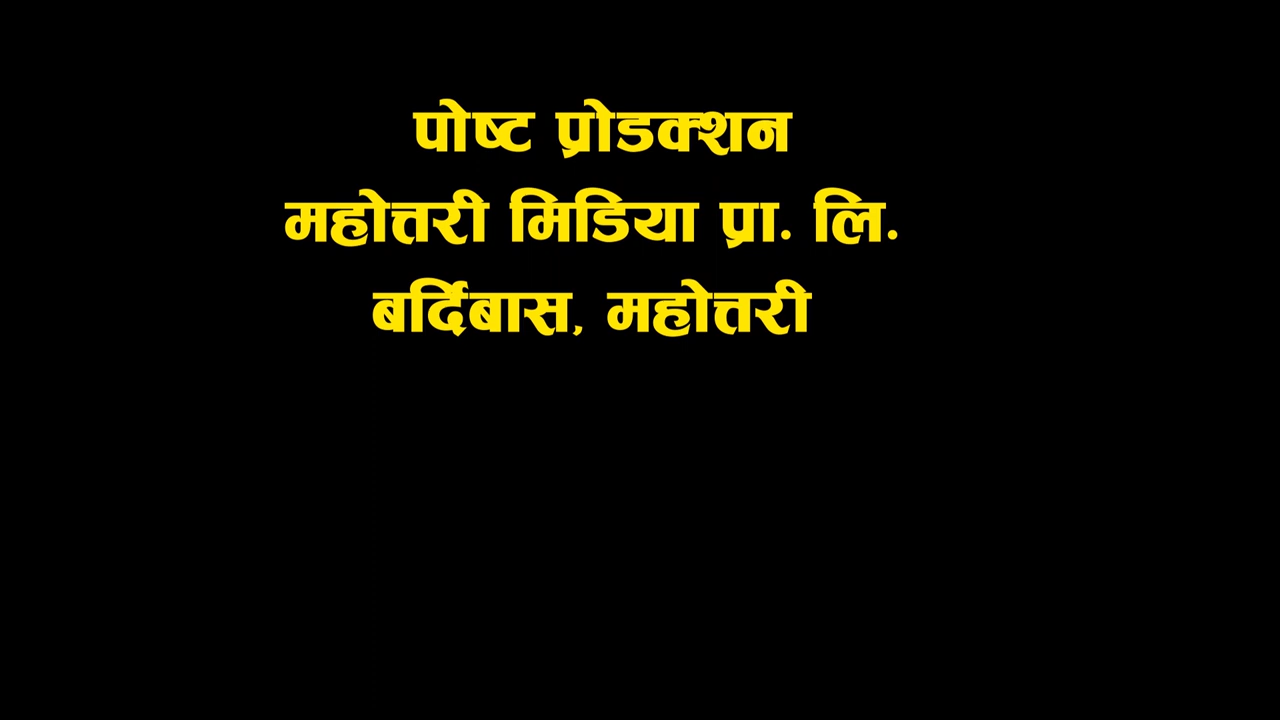 पोष्ट प्रोडक्शन
महोत्तरी मिडिया प्रा. लि.
बर्दिबास, महोत्तरी